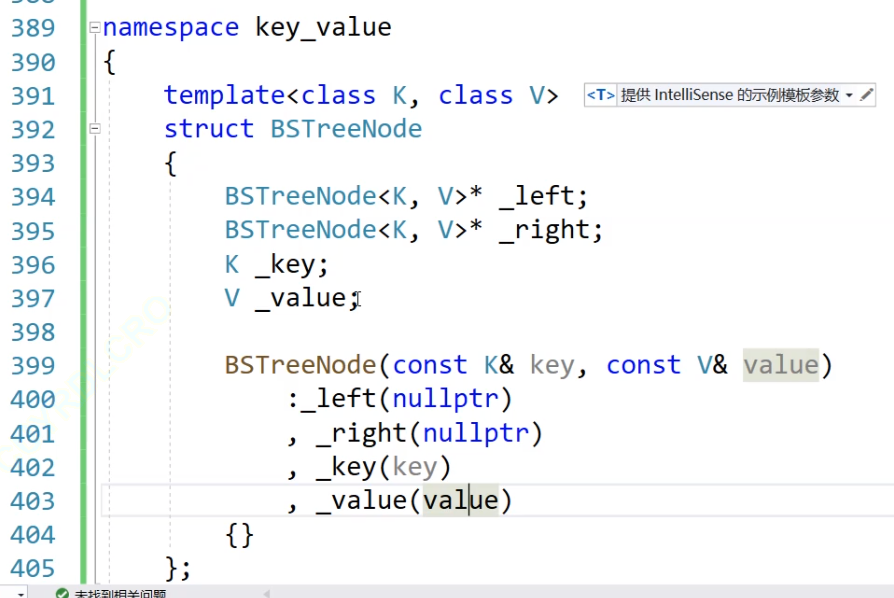 389 namespace key_value
390 {
391 template<class K, class V> <T> 提供 IntelliSense 的示例模板参数
392 struct BSTreeNode
393 {
394 BSTreeNode<K, V>* _left;
395 BSTreeNode<K, V>* _right;
396 K _key;
397 V _value;
398
399 BSTreeNode(const K& key, const V& value)
400 :_left(nullptr)
401 , _right(nullptr)
402 , _key(key)
403 , _value(value)
404 {}
405 };
未找到相关问题